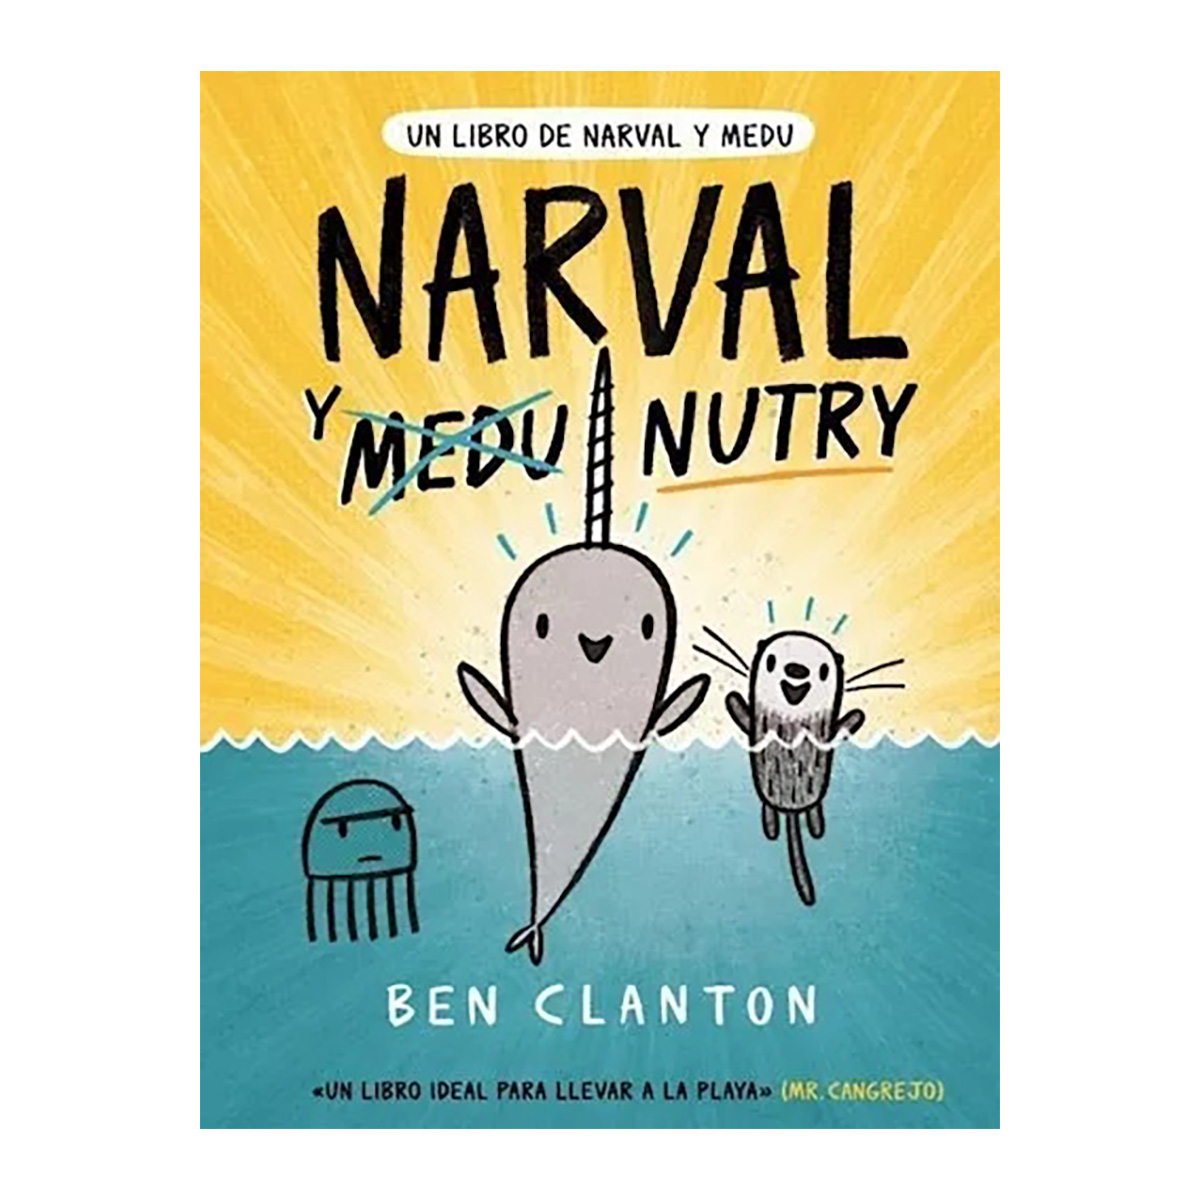 UN LIBRO DE NARVAL Y MEDU
NARVAL
Y MEDU NUTRY
BEN CLANTON
«UN LIBRO IDEAL PARA LLEVAR A LA PLAYA» (MR. CANGREJO)